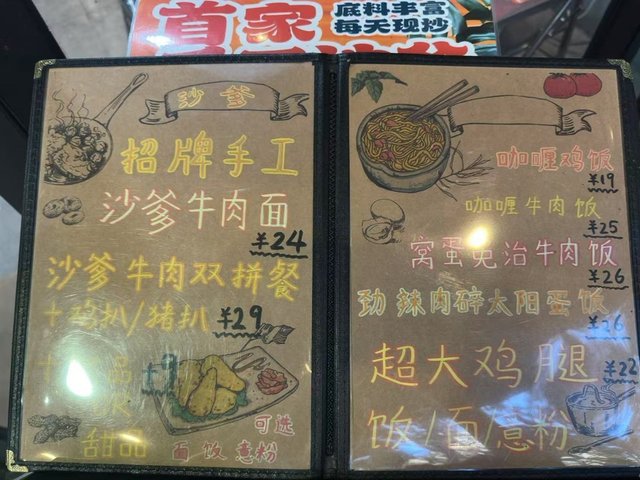 首家
底料丰富
每天现炒
沙爹
招牌手工
沙爹牛肉面
¥24
沙爹牛肉双拼餐
+鸡扒/猪扒 ¥29
+9
甜品
可选
面饭意粉
咖喱鸡饭
¥19
咖喱牛肉饭
¥25
窝蛋免治牛肉饭
¥26
劲辣肉碎太阳蛋饭
¥26
超大鸡腿 ¥22
饭/面/意粉